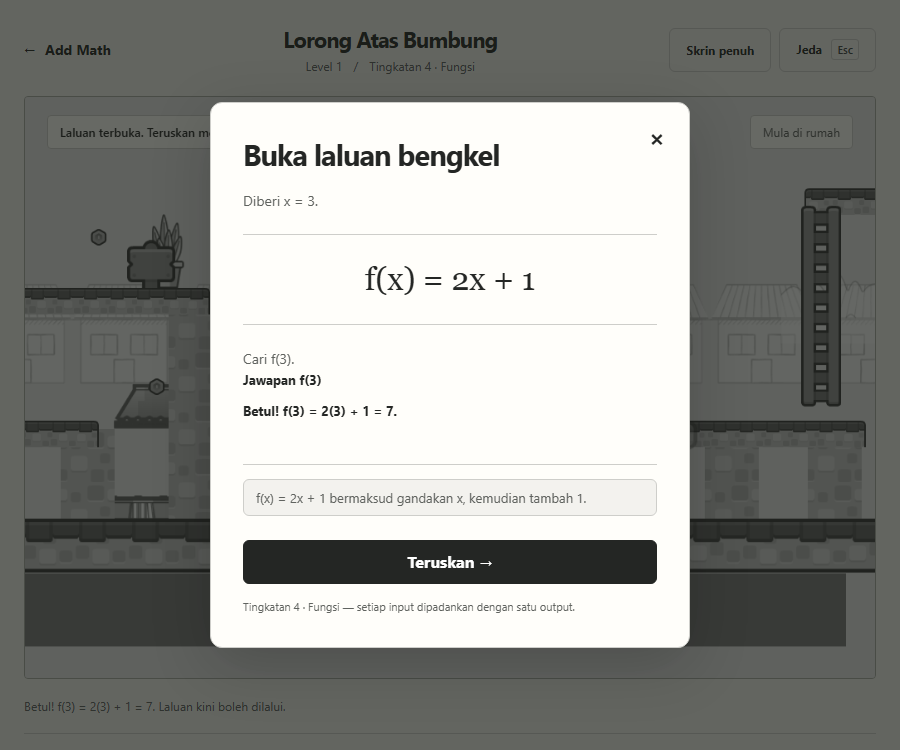 ← Add Math
Lorong Atas Bumbung
Level 1 / Tingkatan 4 · Fungsi
Skrin penuh
Jeda Esc
Laluan terbuka. Teruskan
Mula di rumah
Buka laluan bengkel
×
Diberi x = 3.
f(x) = 2x + 1
Cari f(3).
Jawapan f(3)
Betul! f(3) = 2(3) + 1 = 7.
f(x) = 2x + 1 bermaksud gandakan x, kemudian tambah 1.
Teruskan →
Tingkatan 4 · Fungsi — setiap input dipadankan dengan satu output.
Betul! f(3) = 2(3) + 1 = 7. Laluan kini boleh dilalui.